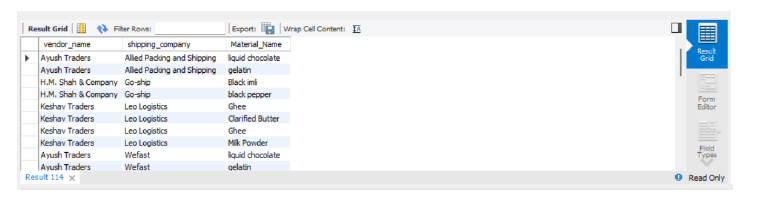 Result Grid Filter Rows: Export: Wrap Cell Content: IA
vendor_name shipping_company Material_Name
Ayush Traders Allied Packing and Shipping liquid chocolate
Ayush Traders Allied Packing and Shipping gelatin
H.M. Shah & Company Go-ship Black imli
H.M. Shah & Company Go-ship black pepper
Keshav Traders Leo Logistics Ghee
Keshav Traders Leo Logistics Clarified Butter
Keshav Traders Leo Logistics Ghee
Keshav Traders Leo Logistics Milk Powder
Ayush Traders Wefast liquid chocolate
Ayush Traders Wefast gelatin
Result 114 ×
Result
Grid
Form
Editor
Field
Types
Read Only